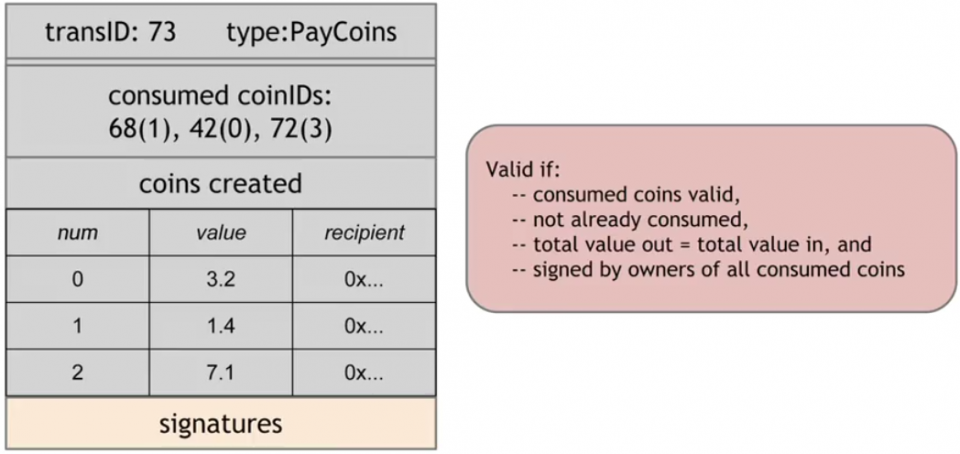 transID: 73 type:PayCoins
consumed coinIDs:
68(1), 42(0), 72(3)
coins created
num value recipient
0 3.2 0x...
1 1.4 0x...
2 7.1 0x...
signatures
Valid if:
-- consumed coins valid,
-- not already consumed,
-- total value out = total value in, and
-- signed by owners of all consumed coins